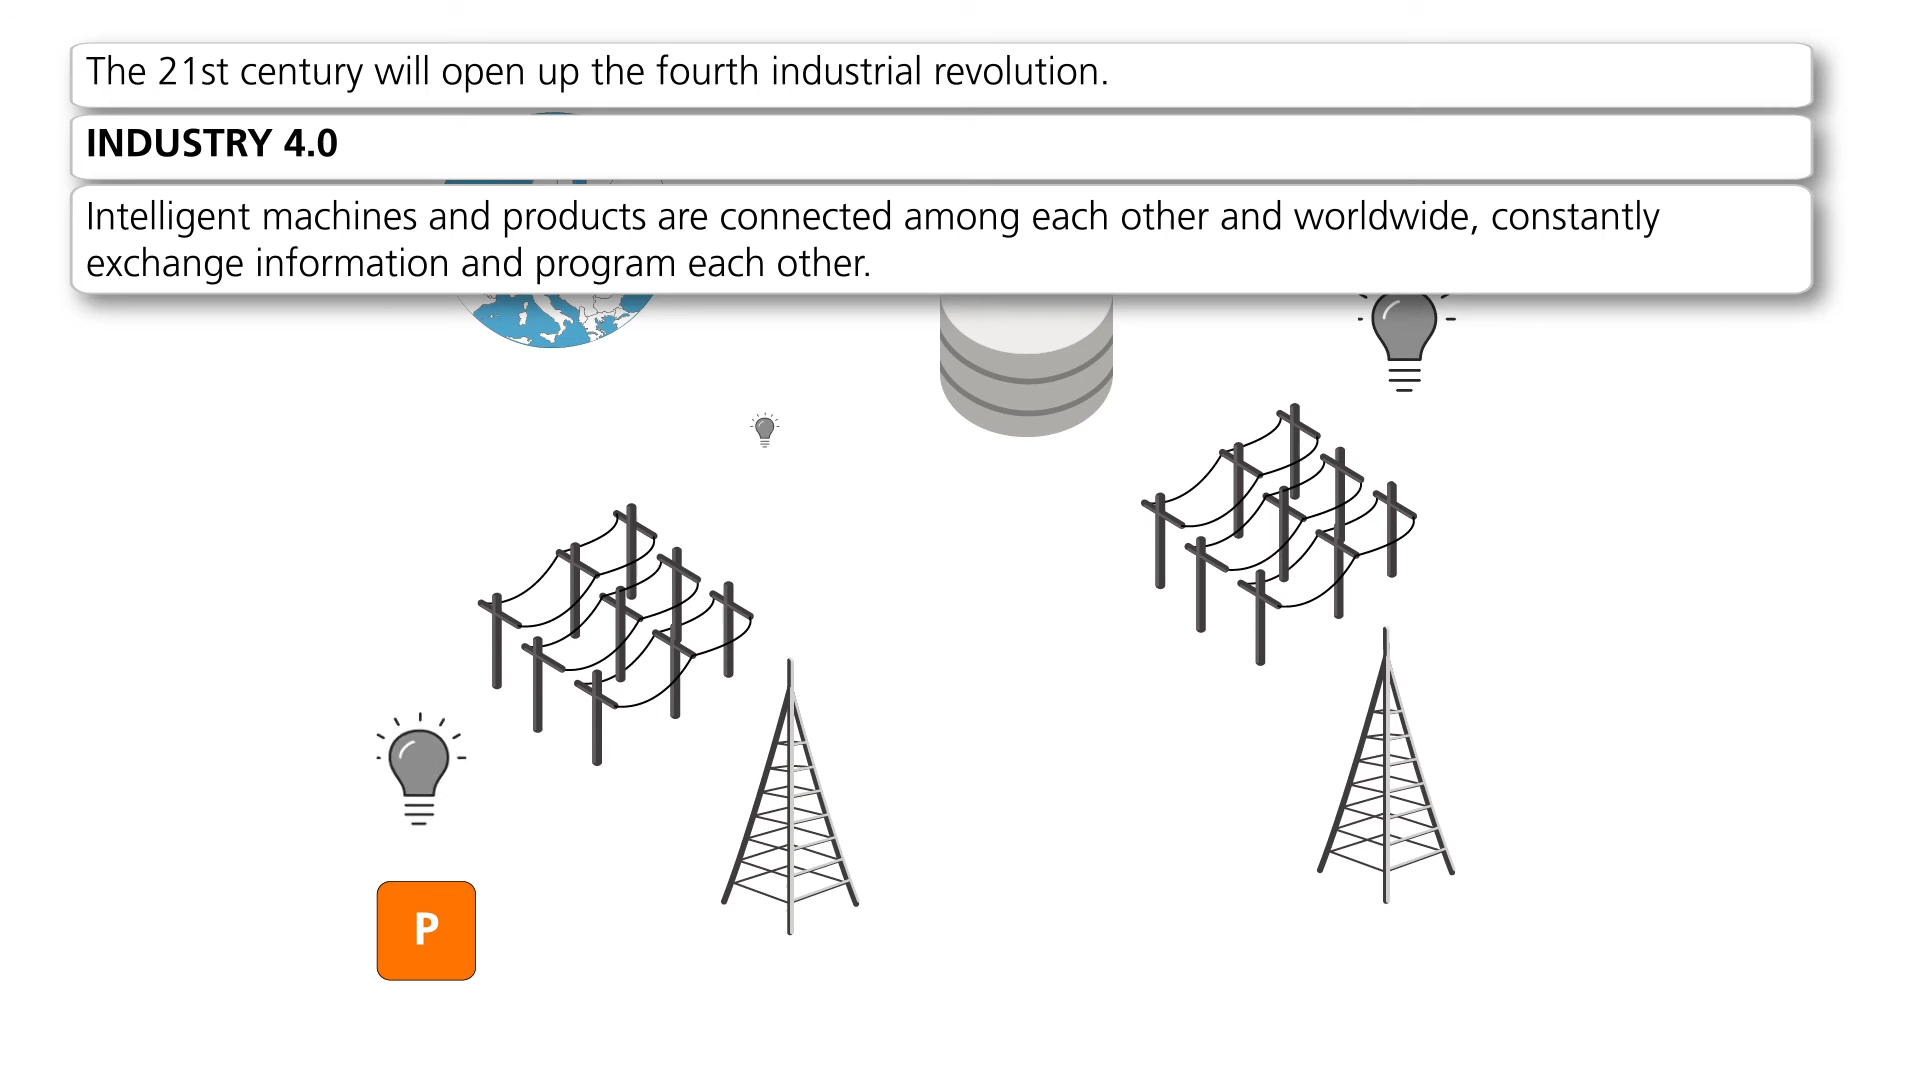 The 21st century will open up the fourth industrial revolution.
INDUSTRY 4.0
Intelligent machines and products are connected among each other and worldwide, constantly
exchange information and program each other.
P